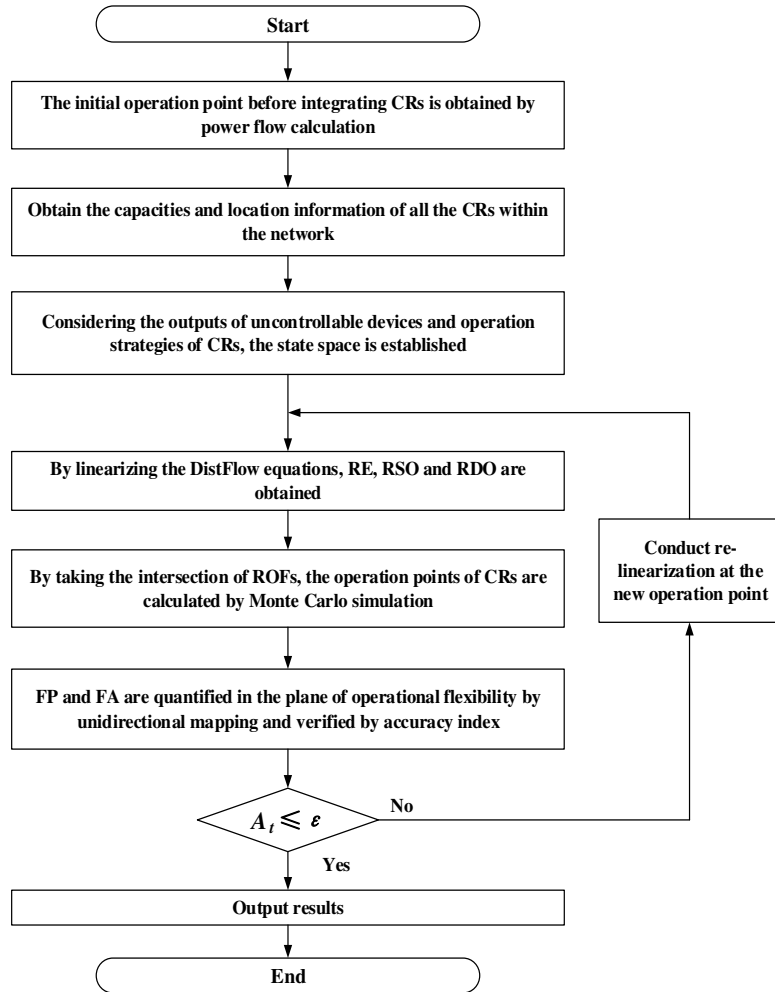 Start
The initial operation point before integrating CRs is obtained by
power flow calculation
Obtain the capacities and location information of all the CRs within
the network
Considering the outputs of uncontrollable devices and operation
strategies of CRs, the state space is established
By linearizing the DistFlow equations, RE, RSO and RDO are
obtained
By taking the intersection of ROFs, the operation points of CRs are
calculated by Monte Carlo simulation
FP and FA are quantified in the plane of operational flexibility by
unidirectional mapping and verified by accuracy index
A_t ⩽ ε
No
Yes
Conduct re-
linearization at the
new operation point
Output results
End